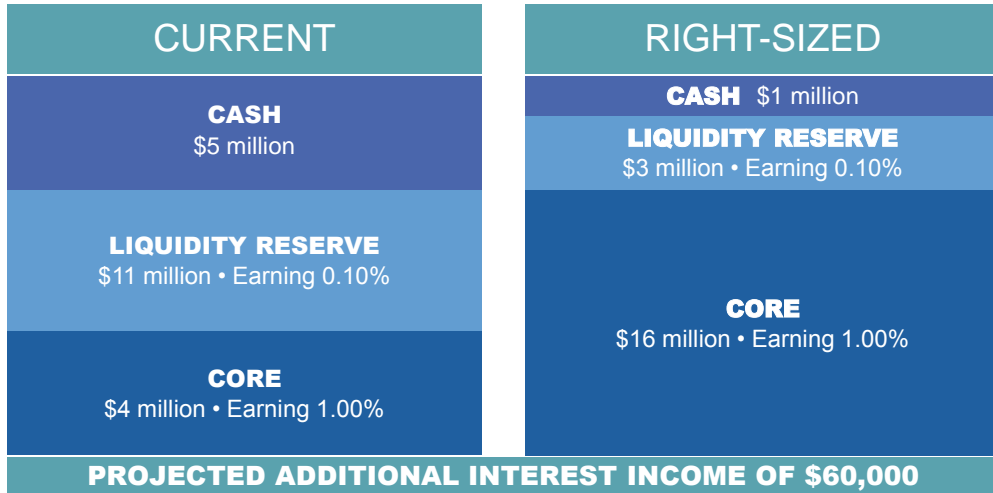 CURRENT
CASH
$5 million
LIQUIDITY RESERVE
$11 million • Earning 0.10%
CORE
$4 million • Earning 1.00%
RIGHT-SIZED
CASH $1 million
LIQUIDITY RESERVE
$3 million • Earning 0.10%
CORE
$16 million • Earning 1.00%
PROJECTED ADDITIONAL INTEREST INCOME OF $60,000